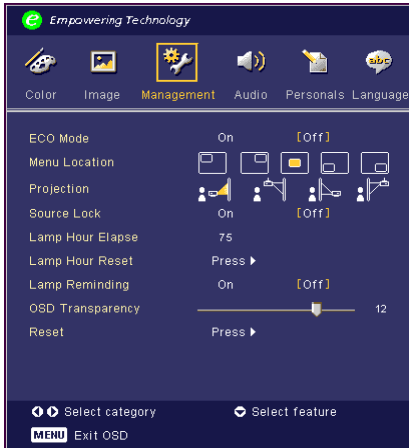 e Empowering Technology
abc
Color Image Management Audio Personals Language
ECO Mode On [Off]
Menu Location
Projection
Source Lock On [Off]
Lamp Hour Elapse 75
Lamp Hour Reset Press
Lamp Reminding On [Off]
OSD Transparency 12
Reset Press
Select category Select feature
MENU Exit OSD